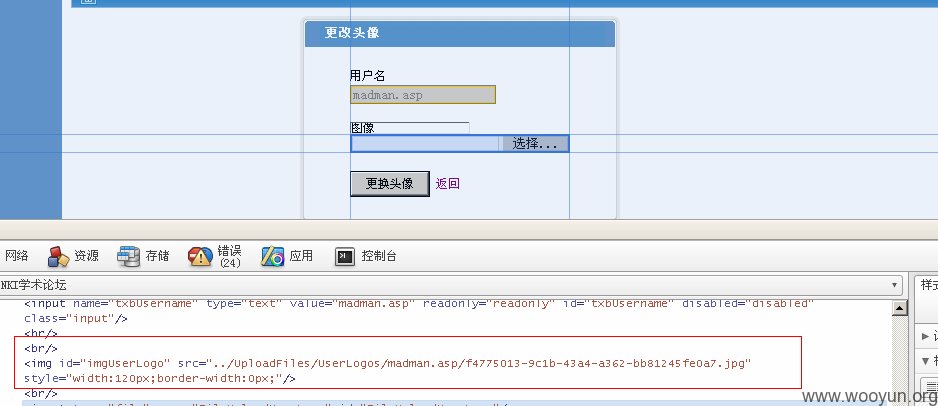 更改头像
用户名
madman.asp
图像
选择...
更换头像 返回
网络 资源 存储 错误 (24) 应用 控制台
NKI学术论坛 样式
<input name="txbUsername" type="text" value="madman.asp" readonly="readonly" id="txbUsername" disabled="disabled"
class="input"/>
<br/>
<br/>
<img id="imgUserLogo" src="../UploadFiles/UserLogos/madman.asp/f4775013-9c1b-43a4-a362-bb81245fe0a7.jpg"
style="width:120px;border-width:0px;"/>
<br/>
www.wooyun.org